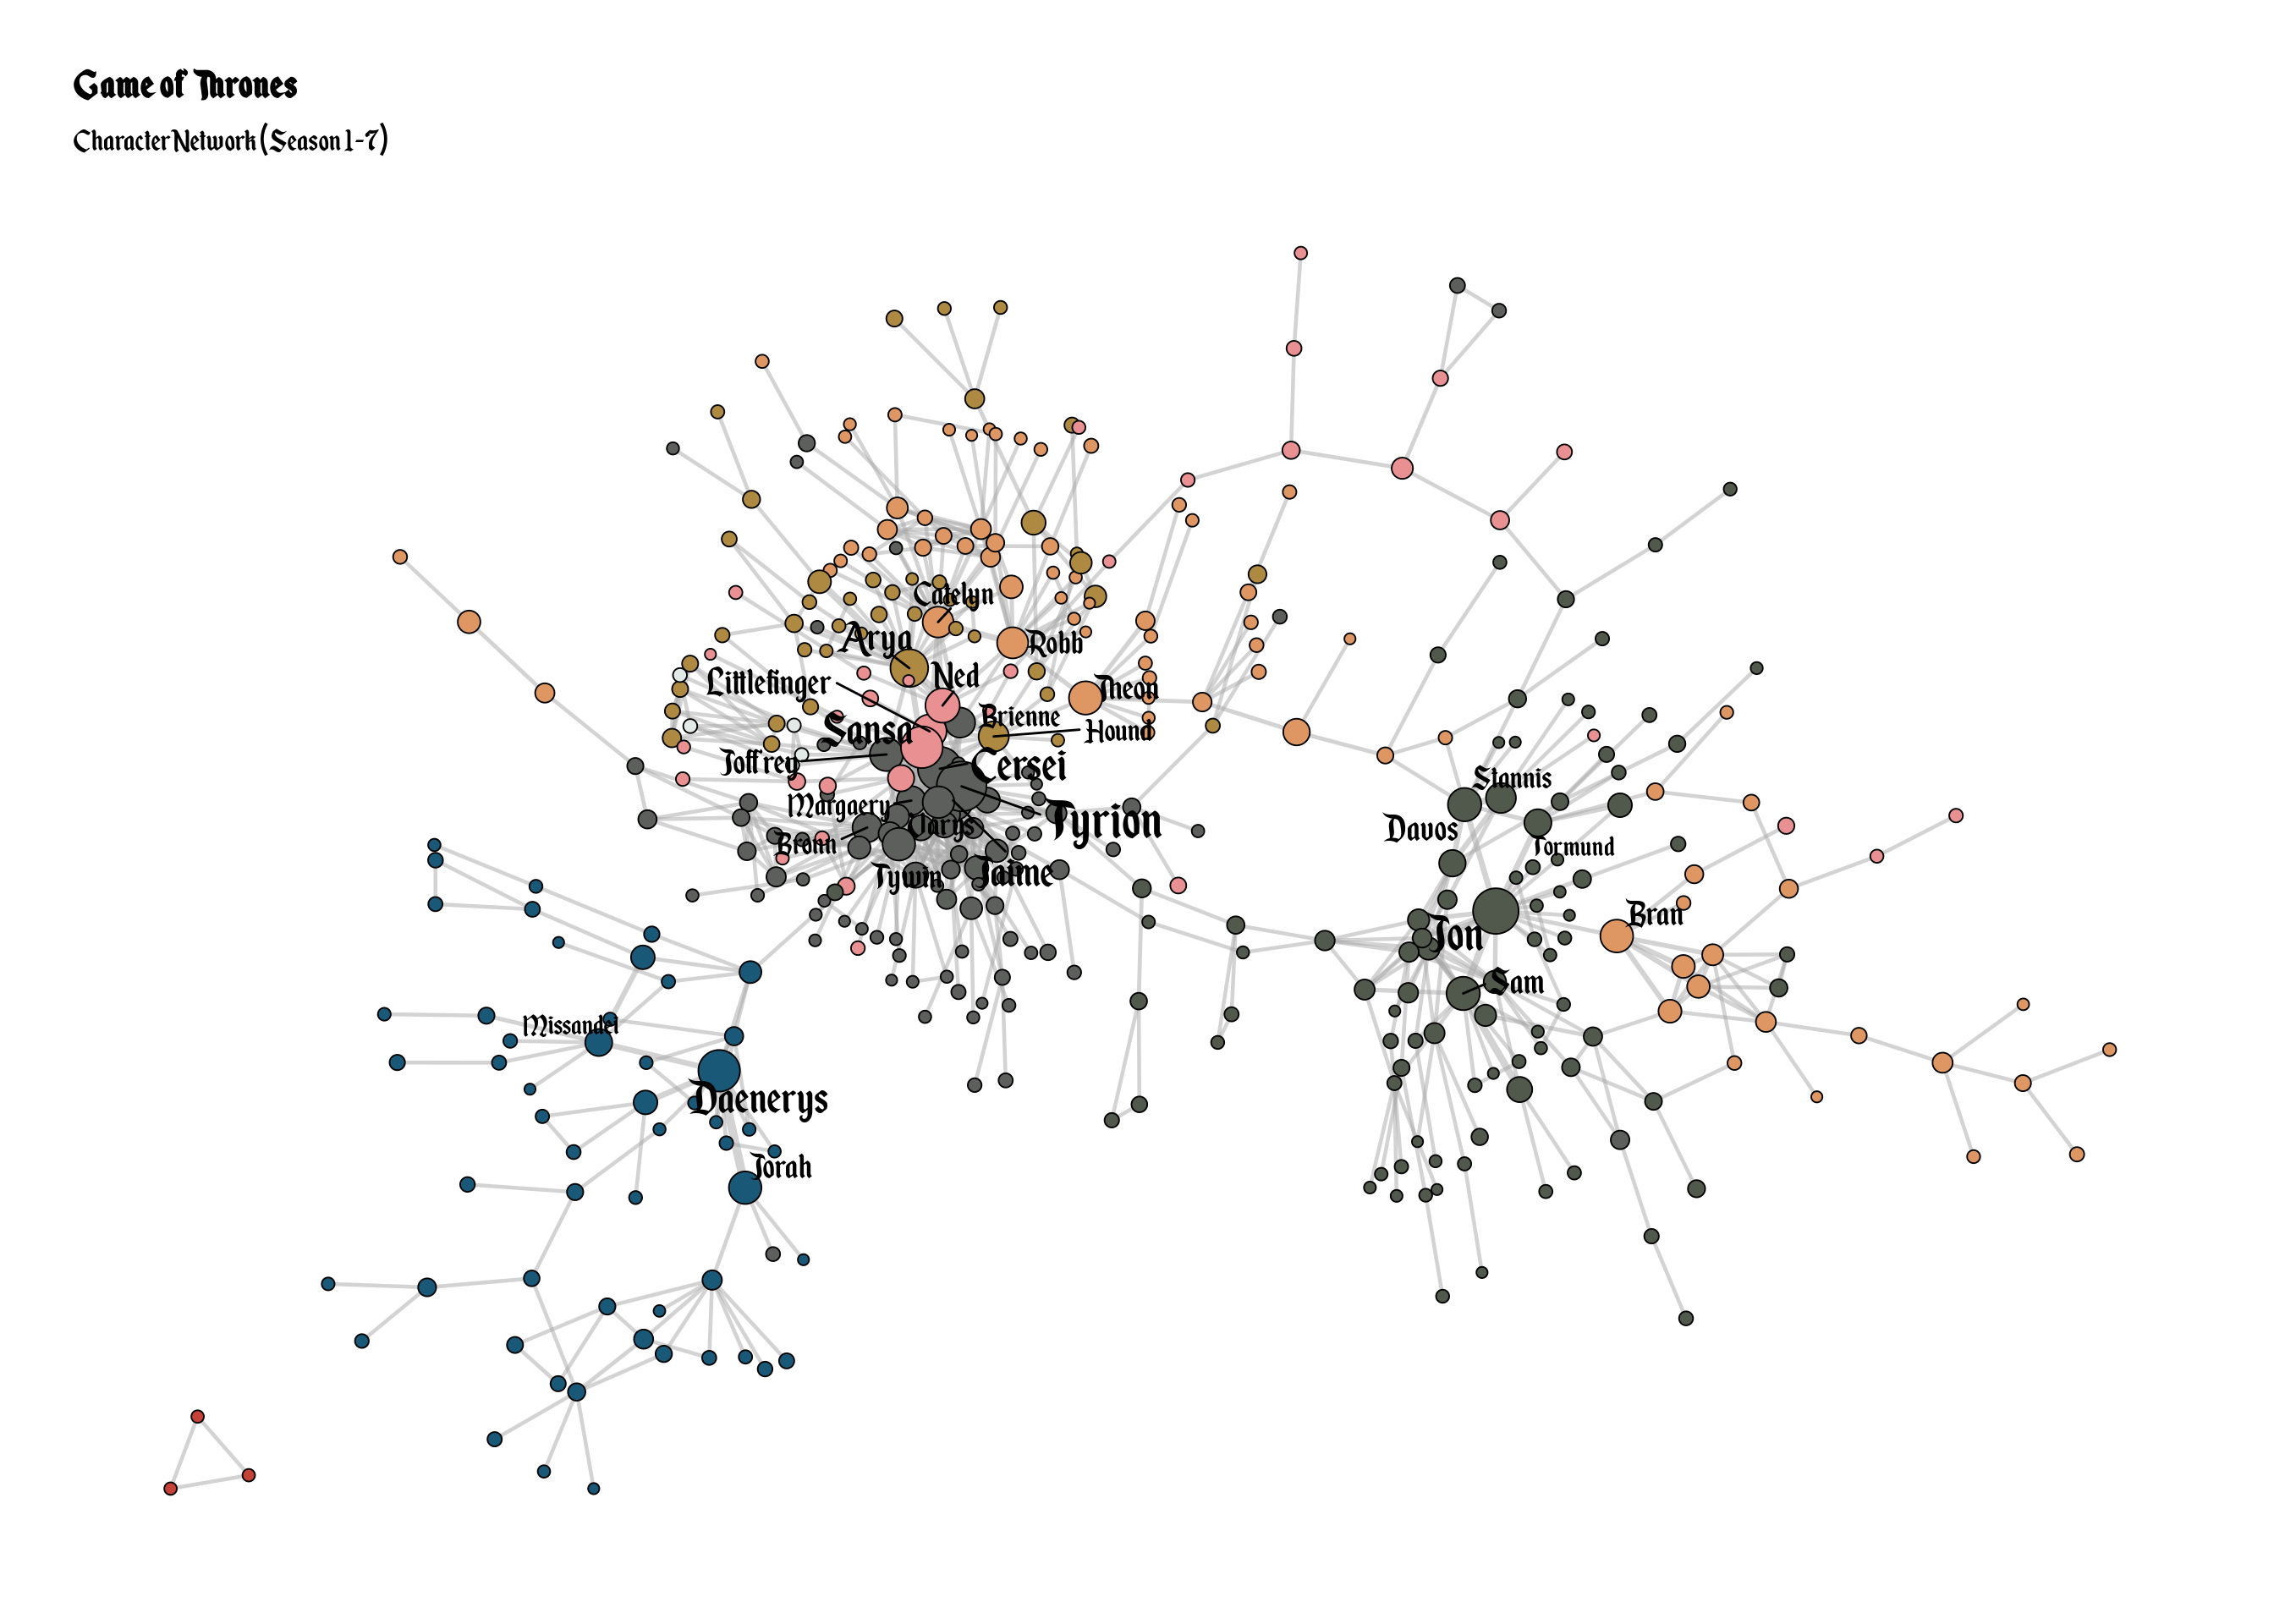 Game of Thrones
Character Network (Season 1-7)
Catelyn
Arya
Robb
Littlefinger
Ned
Theon
Sansa
Brienne
Hound
Joffrey
Cersei
Stannis
Margaery
Tyrion
Bronn
Varys
Davos
Tormund
Tywin
Jaime
Bran
Jon
Sam
Missandei
Daenerys
Jorah